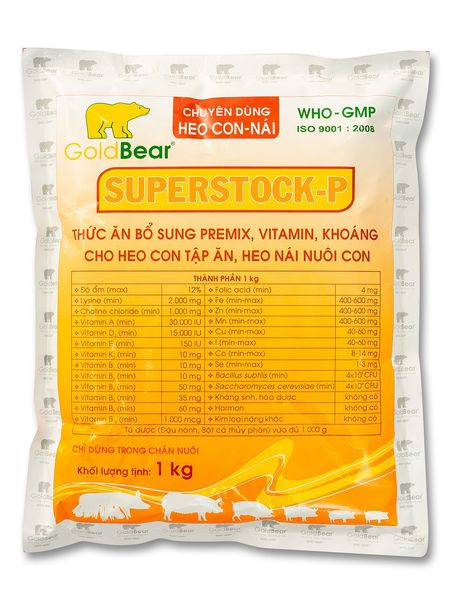 CHUYÊN DÙNG
HEO CON-NÁI
WHO-GMP
ISO 9001 : 2008
GoldBear®
SUPERSTOCK-P
THỨC ĂN BỔ SUNG PREMIX, VITAMIN, KHOÁNG
CHO HEO CON TẬP ĂN, HEO NÁI NUÔI CON
THÀNH PHẦN 1 kg
Độ ẩm (max) 12%
Lysine (min) 2.000 mg
Choline chloride (min) 1.000 mg
Vitamin A (min) 30.000 IU
Vitamin D₃ (min) 15.000 IU
Vitamin E (min) 150 IU
Vitamin K₃ (min) 10 mg
Vitamin B₁ (min) 10 mg
Vitamin (min) 10 mg
Vitamin (min) 50 mg
Vitamin (min) 35 mg
Vitamin (min) 60 mg
Vitamin (min) 1.000 mcg
Folic acid (min) 4 mg
Fe (min-max) 400-600 mg
Zn (min-max) 400-600 mg
Mn (min-max) 400-600 mg
Cu (min-max) 40-60 mg
I (min-max) 40-60 mg
Co (min-max) 8-14 mg
Se (min-max) 1-3 mg
Bacillus subtilis (min) 4x10⁹ CFU
Saccharomyces cerevisiae (min) 4x10⁹ CFU
Kháng sinh, hóa dược không có
Hormon không có
Kim loại nặng khác không có
Tá dược (Đậu nành, Bột cá thủy phân) vừa đủ 1.000 g
CHỈ DÙNG TRONG CHĂN NUÔI
Khối lượng tịnh: 1 kg